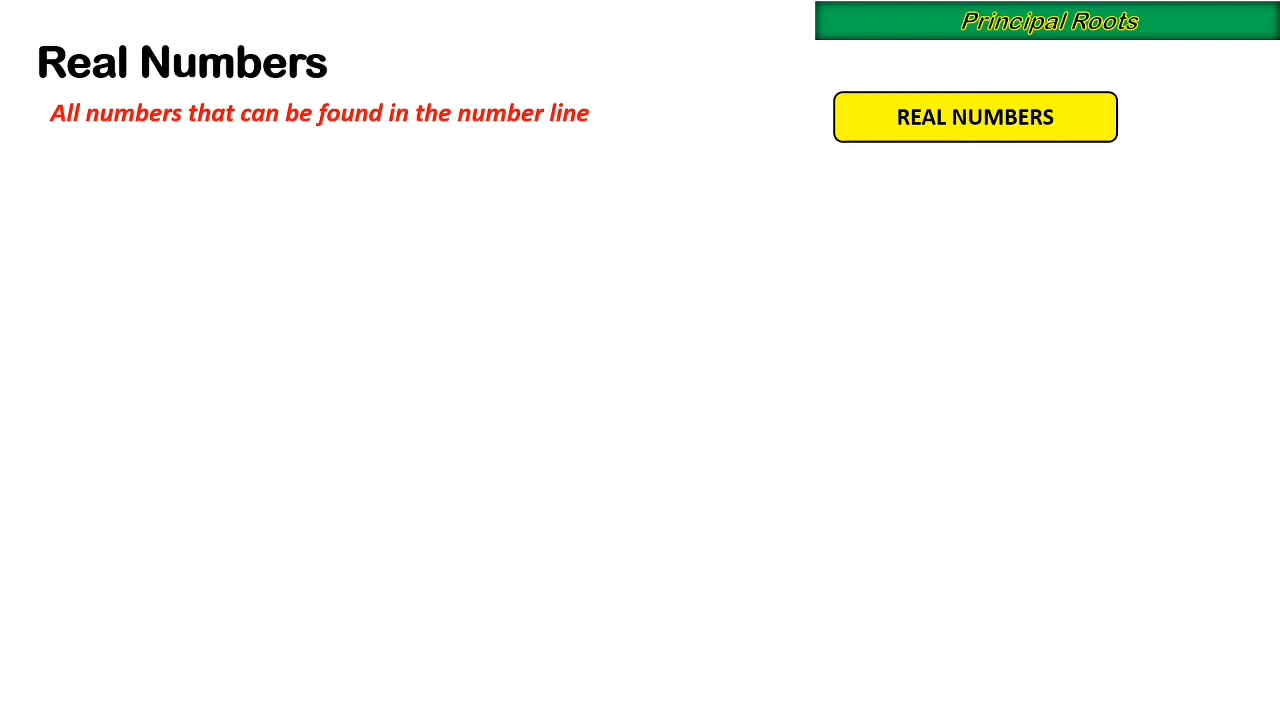 Principal Roots
Real Numbers
All numbers that can be found in the number line
REAL NUMBERS